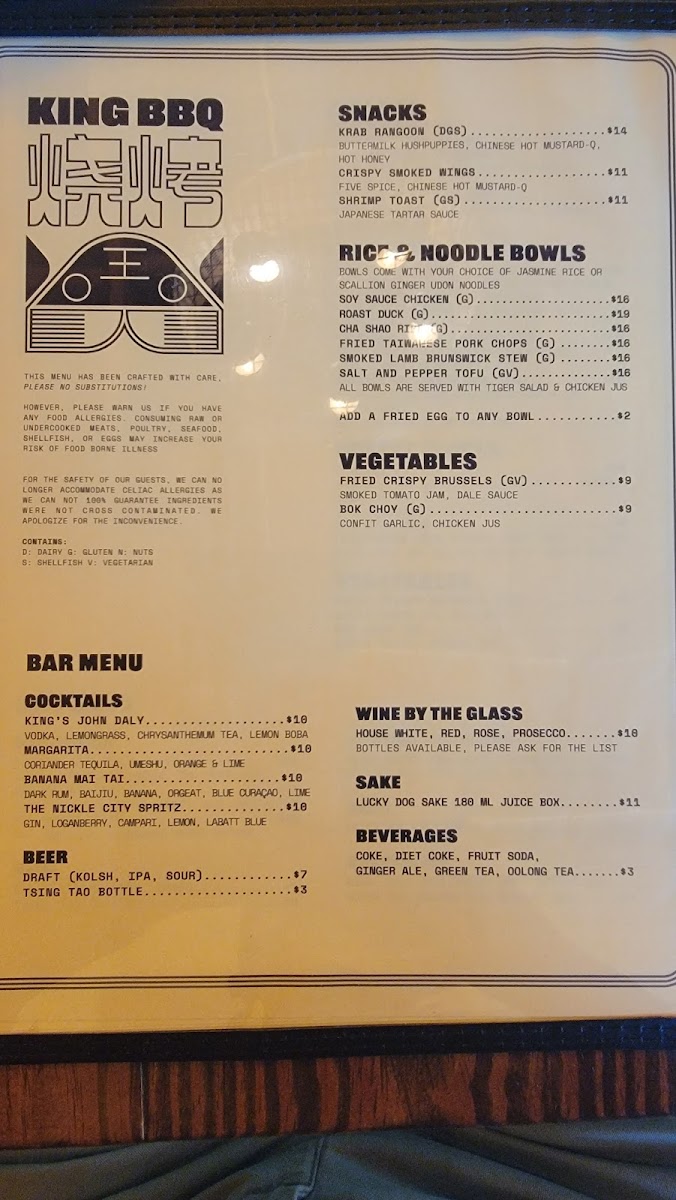 KING BBQ
烧烤
王
THIS MENU HAS BEEN CRAFTED WITH CARE,
PLEASE NO SUBSTITUTIONS!
HOWEVER, PLEASE WARN US IF YOU HAVE
ANY FOOD ALLERGIES. CONSUMING RAW OR
UNDERCOOKED MEATS, POULTRY, SEAFOOD,
SHELLFISH, OR EGGS MAY INCREASE YOUR
RISK OF FOOD BORNE ILLNESS
FOR THE SAFETY OF OUR GUESTS, WE CAN NO
LONGER ACCOMMODATE CELIAC ALLERGIES AS
WE CAN NOT 100% GUARANTEE INGREDIENTS
WERE NOT CROSS CONTAMINATED. WE
APOLOGIZE FOR THE INCONVENIENCE.
CONTAINS:
D: DAIRY G: GLUTEN N: NUTS
S: SHELLFISH V: VEGETARIAN
SNACKS
KRAB RANGOON (DGS)...................$14
BUTTERMILK HUSHPUPPIES, CHINESE HOT MUSTARD-Q,
HOT HONEY
CRISPY SMOKED WINGS..................$11
FIVE SPICE, CHINESE HOT MUSTARD-Q
SHRIMP TOAST (GS)....................$11
JAPANESE TARTAR SAUCE
RICE & NOODLE BOWLS
BOWLS COME WITH YOUR CHOICE OF JASMINE RICE OR
SCALLION GINGER UDON NOODLES
SOY SAUCE CHICKEN (G)...................$16
ROAST DUCK (G)..........................$19
CHA SHAO (G).......................$16
FRIED TAIWANESE PORK CHOPS (G) ........$16
SMOKED LAMB BRUNSWICK STEW (G) ........$16
SALT AND PEPPER TOFU (GV)..............$16
ALL BOWLS ARE SERVED WITH TIGER SALAD & CHICKEN JUS
ADD A FRIED EGG TO ANY BOWL...........$2
VEGETABLES
FRIED CRISPY BRUSSELS (GV)............$9
SMOKED TOMATO JAM, DALE SAUCE
BOK CHOY (G)..........................$9
CONFIT GARLIC, CHICKEN JUS
BAR MENU
COCKTAILS
KING'S JOHN DALY...................$10
VODKA, LEMONGRASS, CHRYSANTHEMUM TEA, LEMON BOBA
MARGARITA...........................$10
CORIANDER TEQUILA, UMESHU, ORANGE & LIME
BANANA MAI TAI.....................$10
DARK RUM, BAIJIU, BANANA, ORGEAT, BLUE CURAÇAO, LIME
THE NICKLE CITY SPRITZ..............$10
GIN, LOGANBERRY, CAMPARI, LEMON, LABATT BLUE
BEER
DRAFT (KOLSH, IPA, SOUR)............$7
TSING TAO BOTTLE....................$3
WINE BY THE GLASS
HOUSE WHITE, RED, ROSE, PROSECCO.......$10
BOTTLES AVAILABLE, PLEASE ASK FOR THE LIST
SAKE
LUCKY DOG SAKE 180 ML JUICE BOX........$11
BEVERAGES
COKE, DIET COKE, FRUIT SODA,
GINGER ALE, GREEN TEA, OOLONG TEA.......$3